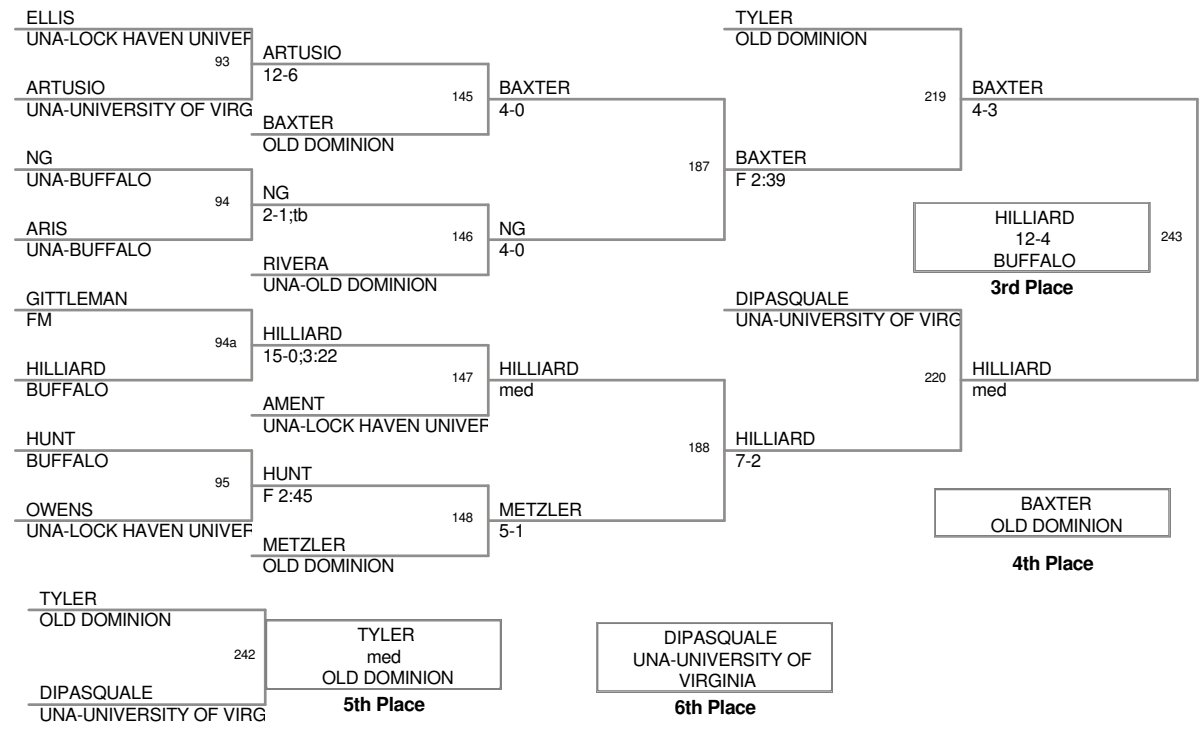 ELLIS
UNA-LOCK HAVEN UNIVER
93
ARTUSIO
UNA-UNIVERSITY OF VIRG
ARTUSIO
12-6
145
BAXTER
OLD DOMINION
BAXTER
4-0
NG
UNA-BUFFALO
94
ARIS
UNA-BUFFALO
NG
2-1;tb
146
RIVERA
UNA-OLD DOMINION
NG
4-0
187
BAXTER
F 2:39
TYLER
OLD DOMINION
219
BAXTER
4-3
GITTLEMAN
FM
94a
HILLIARD
BUFFALO
HILLIARD
15-0;3:22
147
AMENT
UNA-LOCK HAVEN UNIVER
HILLIARD
med
HUNT
BUFFALO
95
OWENS
UNA-LOCK HAVEN UNIVER
HUNT
F 2:45
148
METZLER
OLD DOMINION
METZLER
5-1
188
HILLIARD
7-2
DIPASQUALE
UNA-UNIVERSITY OF VIRG
220
HILLIARD
med
243
HILLIARD
12-4
BUFFALO
3rd Place
BAXTER
OLD DOMINION
4th Place
TYLER
OLD DOMINION
242
DIPASQUALE
UNA-UNIVERSITY OF VIRG
TYLER
med
OLD DOMINION
5th Place
DIPASQUALE
UNA-UNIVERSITY OF
VIRGINIA
6th Place